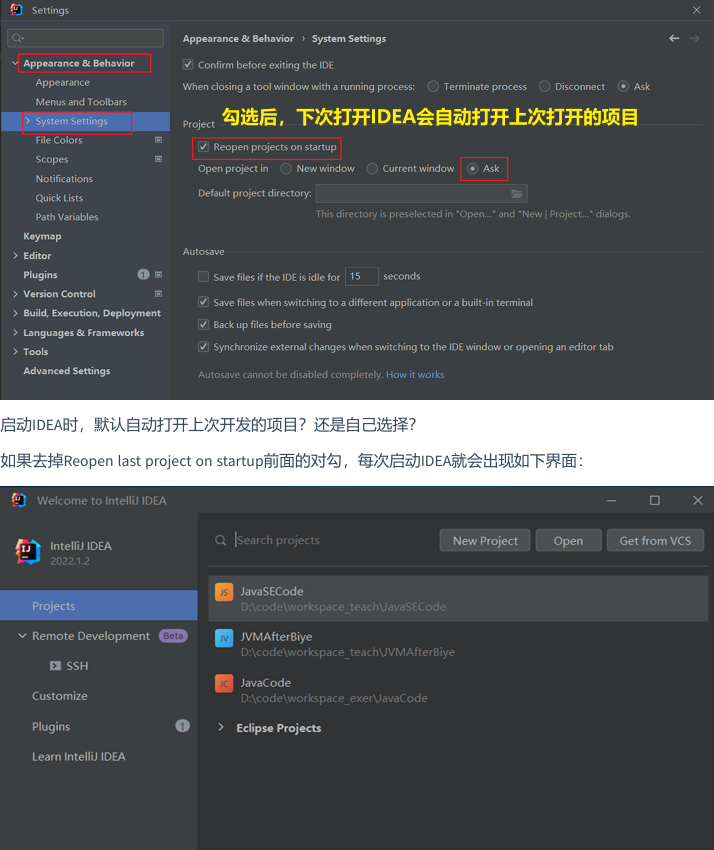 Settings
Appearance & Behavior
Appearance
Menus and Toolbars
System Settings
File Colors
Scopes
Notifications
Quick Lists
Path Variables
Keymap
Editor
Plugins 1
Version Control
Build, Execution, Deployment
Languages & Frameworks
Tools
Advanced Settings
Appearance & Behavior › System Settings
Confirm before exiting the IDE
When closing a tool window with a running process: Terminate process Disconnect Ask
Project
勾选后，下次打开IDEA会自动打开上次打开的项目
Reopen projects on startup
Open project in New window Current window Ask
Default project directory:
This directory is preselected in "Open..." and "New | Project..." dialogs.
Autosave
Save files if the IDE is idle for 15 seconds
Save files when switching to a different application or a built-in terminal
Back up files before saving
Synchronize external changes when switching to the IDE window or opening an editor tab
Autosave cannot be disabled completely. How it works
启动IDEA时，默认自动打开上次开发的项目？还是自己选择？
如果去掉Reopen last project on startup前面的对勾，每次启动IDEA就会出现如下界面：
Welcome to IntelliJ IDEA
IJ
IntelliJ IDEA
2022.1.2
Projects
Remote Development Beta
SSH
Customize
Plugins 1
Learn IntelliJ IDEA
Search projects New Project Open Get from VCS
JS JavaSECode
D:\code\workspace_teach\JavaSECode
JV JVMAfterBiye
D:\code\workspace_teach\JVMAfterBiye
JC JavaCode
D:\code\workspace_exer\JavaCode
Eclipse Projects